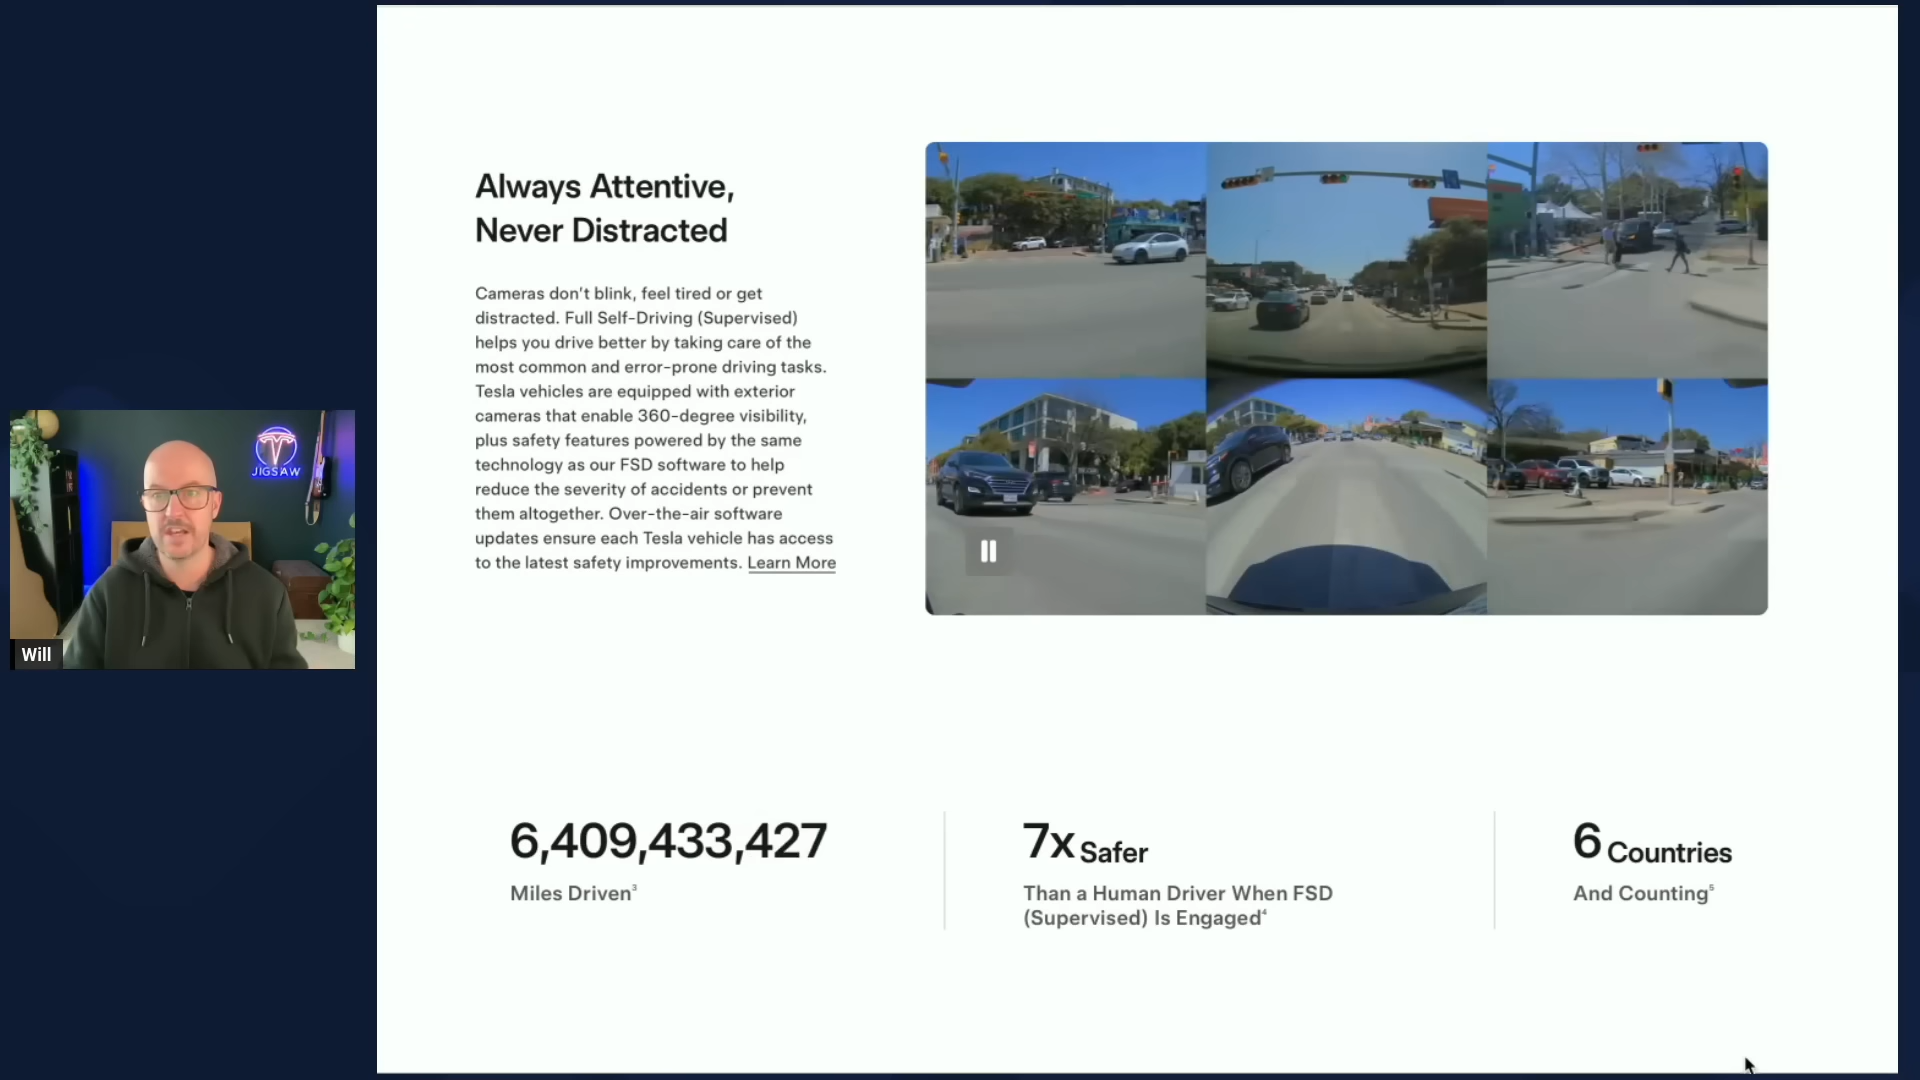 Always Attentive,
Never Distracted
Cameras don't blink, feel tired or get
distracted. Full Self-Driving (Supervised)
helps you drive better by taking care of the
most common and error-prone driving tasks.
Tesla vehicles are equipped with exterior
cameras that enable 360-degree visibility,
plus safety features powered by the same
technology as our FSD software to help
reduce the severity of accidents or prevent
them altogether. Over-the-air software
updates ensure each Tesla vehicle has access
to the latest safety improvements. Learn More
JIGSAW
Will
6,409,433,427
Miles Driven³
7x Safer
Than a Human Driver When FSD
(Supervised) Is Engaged⁴
6 Countries
And Counting⁵